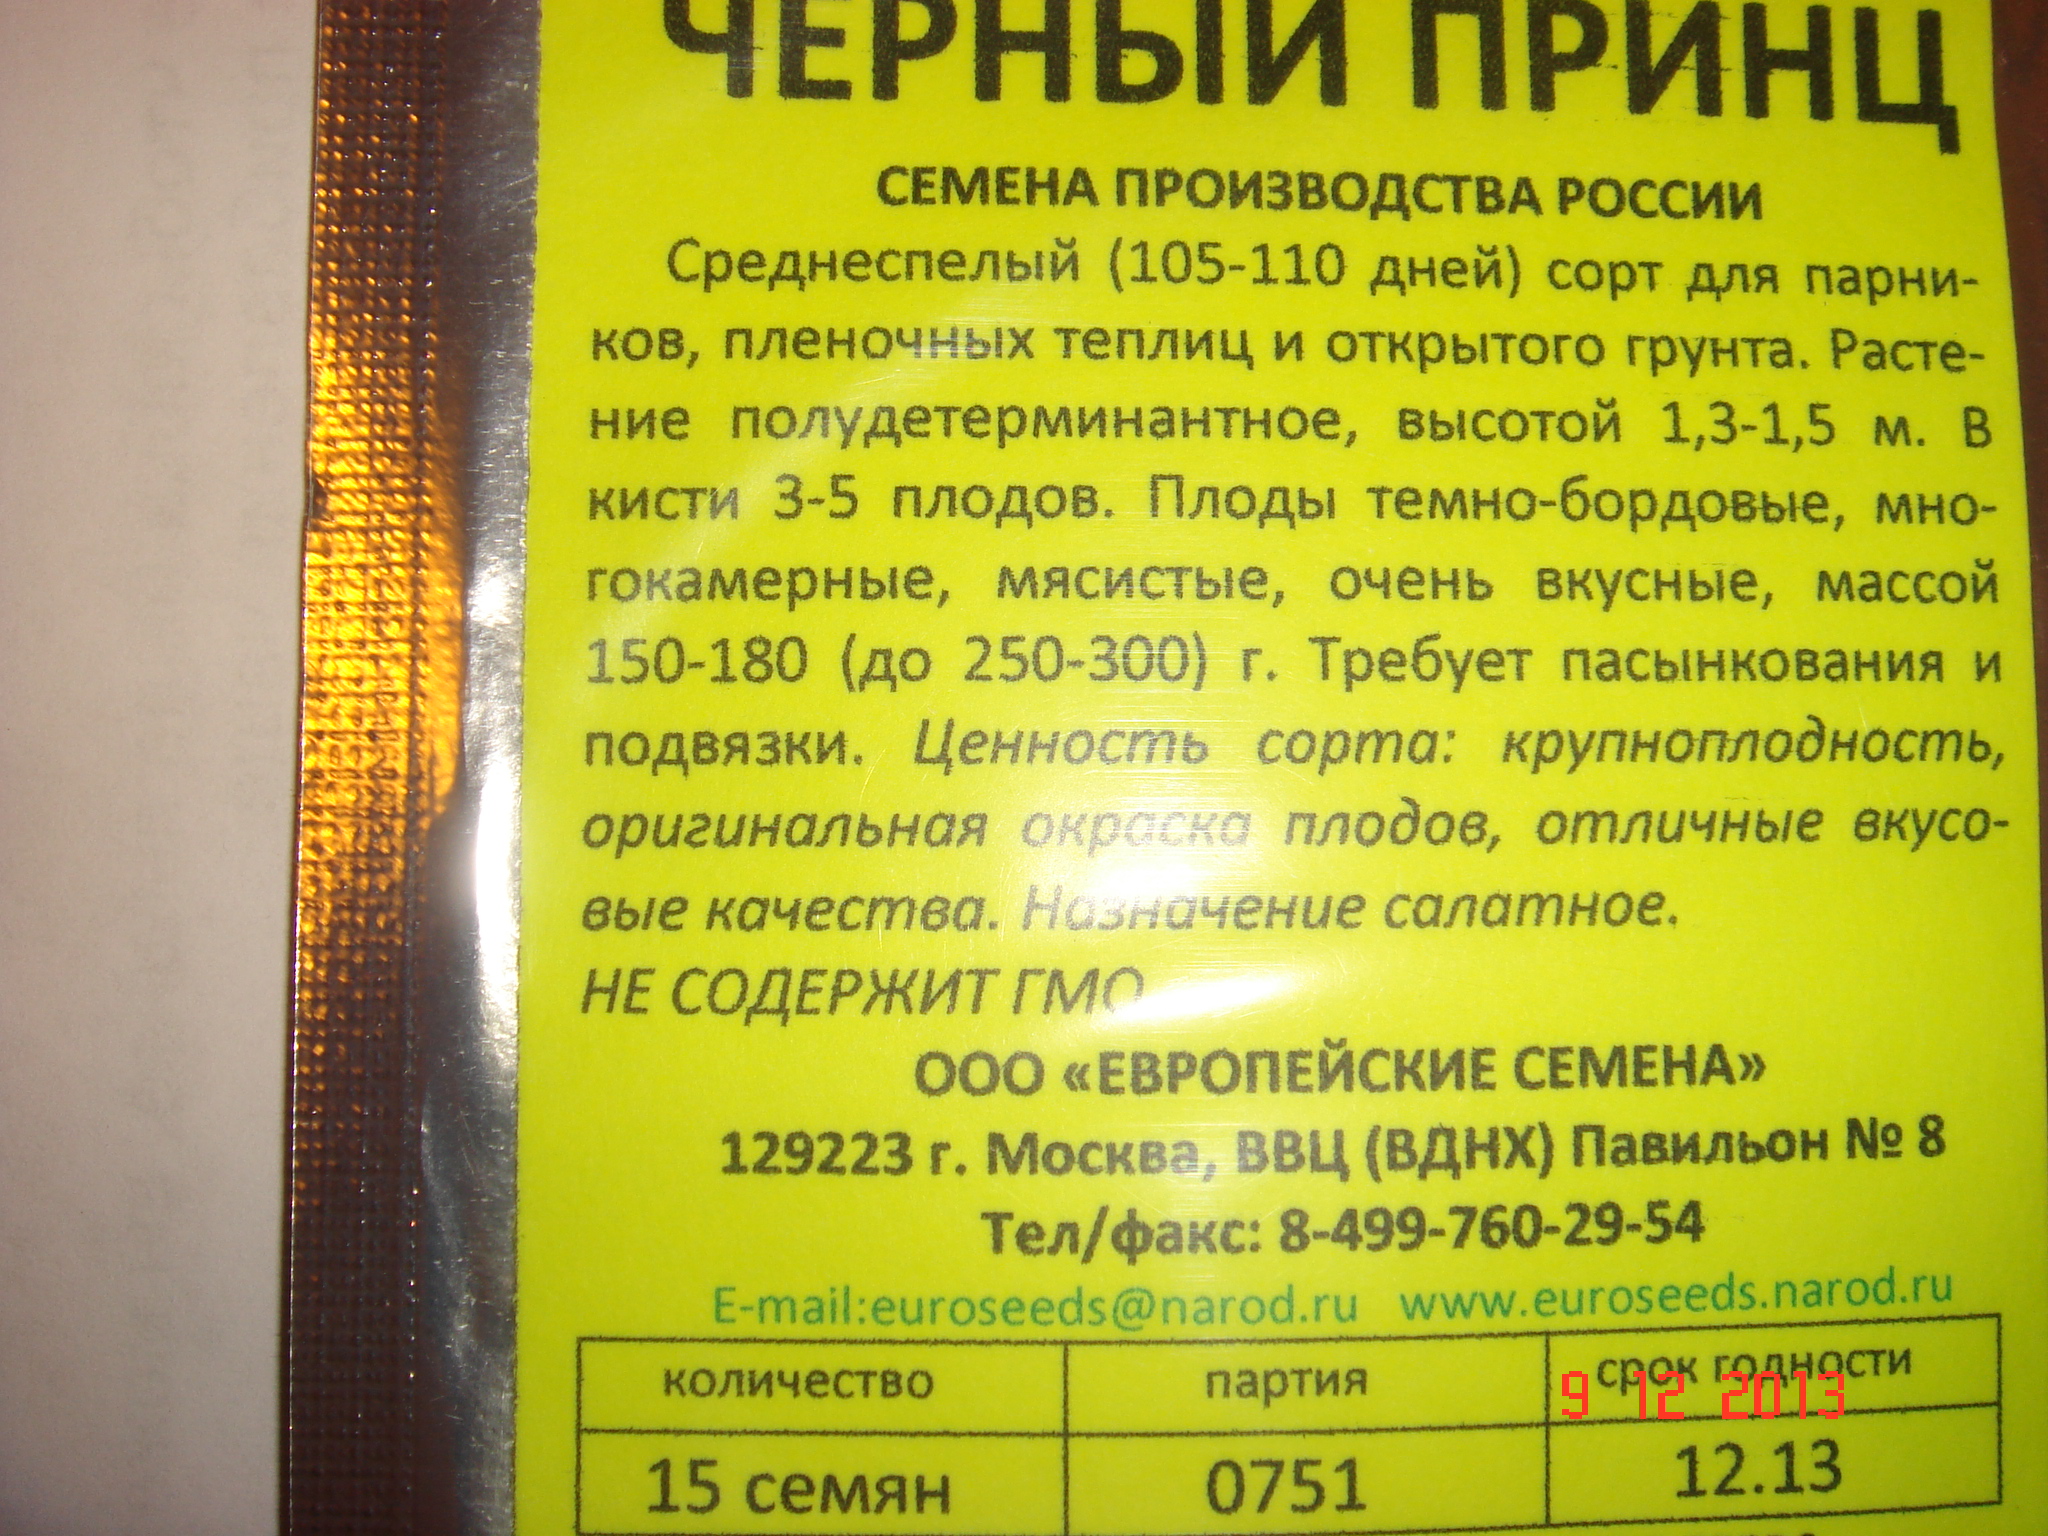 ЧЕРНЫЙ ПРИНЦ
СЕМЕНА ПРОИЗВОДСТВА РОССИИ
Среднеспелый (105-110 дней) сорт для парни-
ков, пленочных теплиц и открытого грунта. Расте-
ние полудетерминантное, высотой 1,3-1,5 м. В
кисти 3-5 плодов. Плоды темно-бордовые, мно-
гокамерные, мясистые, очень вкусные, массой
150-180 (до 250-300) г. Требует пасынкования и
подвязки. Ценность сорта: крупноплодность,
оригинальная окраска плодов, отличные вкусо-
вые качества. Назначение салатное.
НЕ СОДЕРЖИТ ГМО
ООО «ЕВРОПЕЙСКИЕ СЕМЕНА»
129223 г. Москва, ВВЦ (ВДНХ) Павильон № 8
Тел/факс: 8-499-760-29-54
E-mail:euroseeds@narod.ru www.euroseeds.narod.ru
количество партия срок годности
9 12 2013
15 семян 0751 12.13